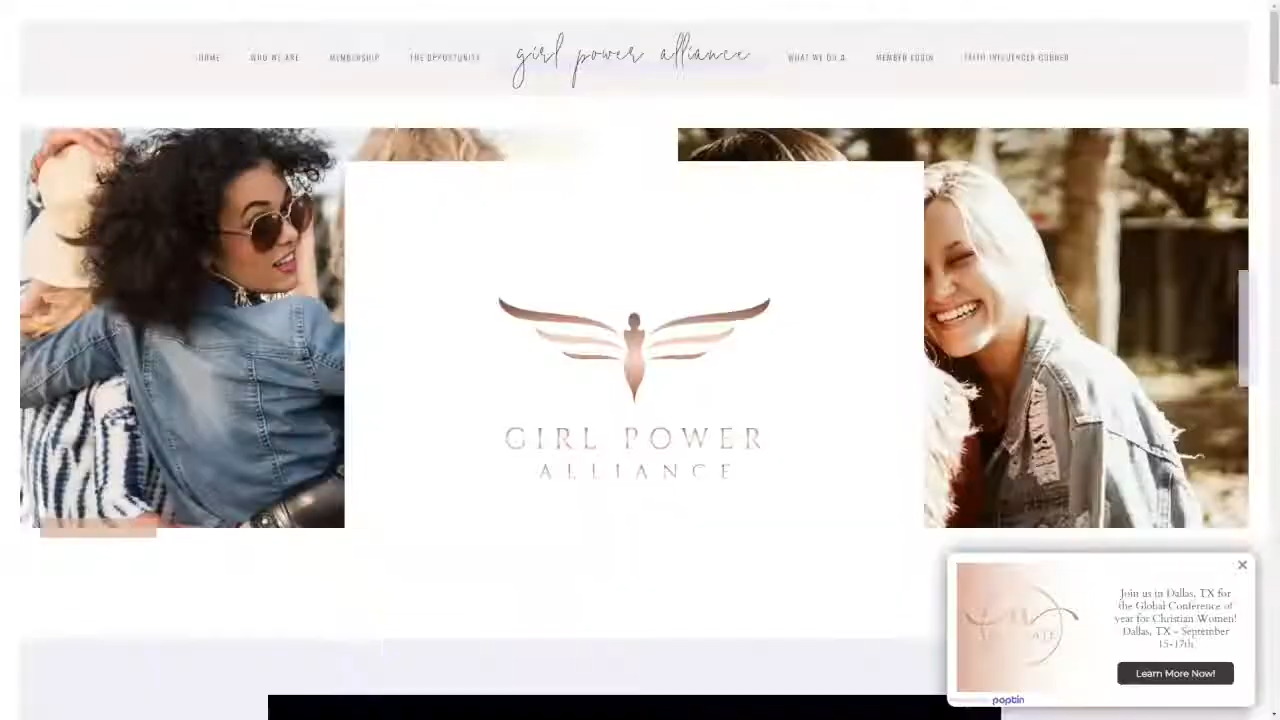 HOME
WHO WE ARE
MEMBERSHIP
THE OPPORTUNITY
girl power alliance
WHAT WE DO
MEMBER LOGIN
FAITH INFLUENCER CORNER
GIRL POWER
ALLIANCE
Join us in Dallas, TX for
the Global Conference of
year for Christian Women!
Dallas, TX - September
15-17th
Learn More Now!
poptin